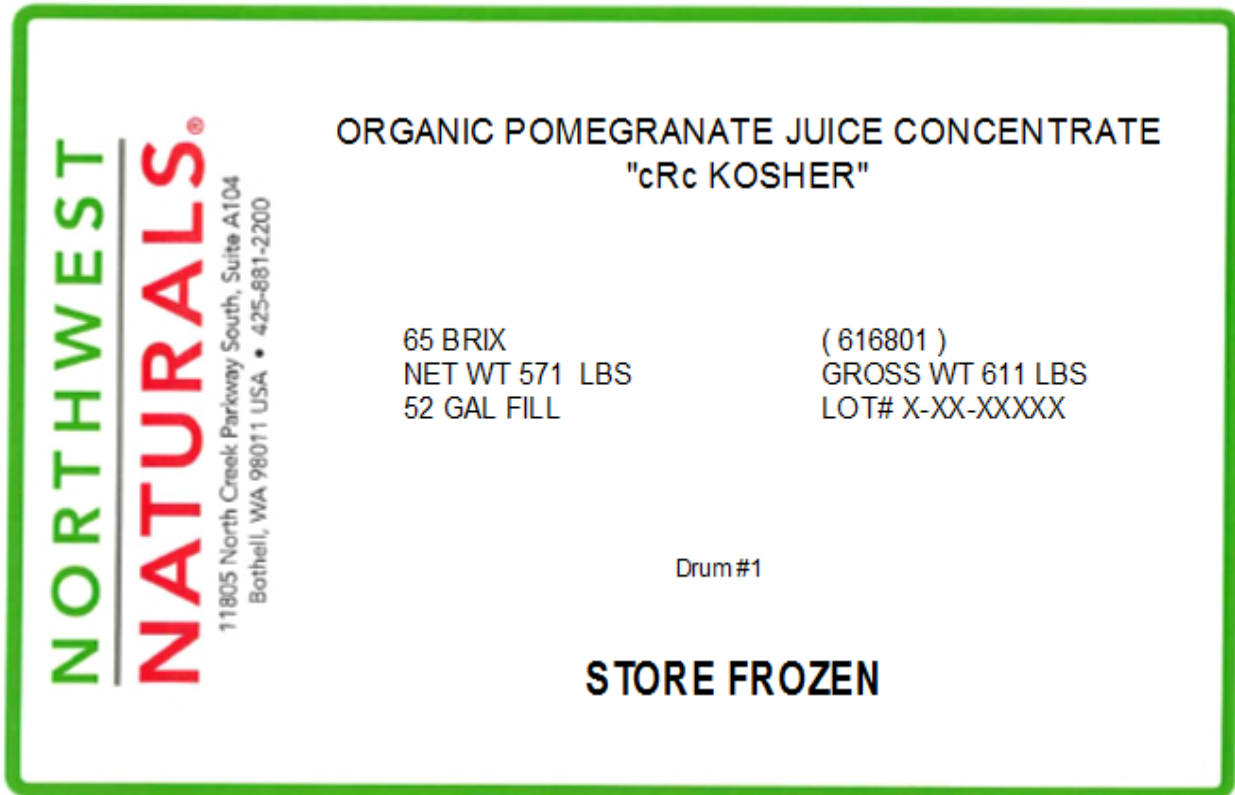 NORTHWEST
NATURALS®
11805 North Creek Parkway South, Suite A104
Bothell, WA 98011 USA • 425-881-2200
ORGANIC POMEGRANATE JUICE CONCENTRATE
"cRc KOSHER"
65 BRIX ( 616801 )
NET WT 571 LBS GROSS WT 611 LBS
52 GAL FILL LOT# X-XX-XXXXX
Drum #1
STORE FROZEN